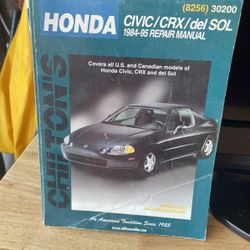 (8256) 30200
HONDA
CIVIC/CRX/del SOL
1984-95 REPAIR MANUAL
Covers all U.S. and Canadian models of
Honda Civic, CRX and del Sol
CHILTON'S
An American Tradition Since 1925